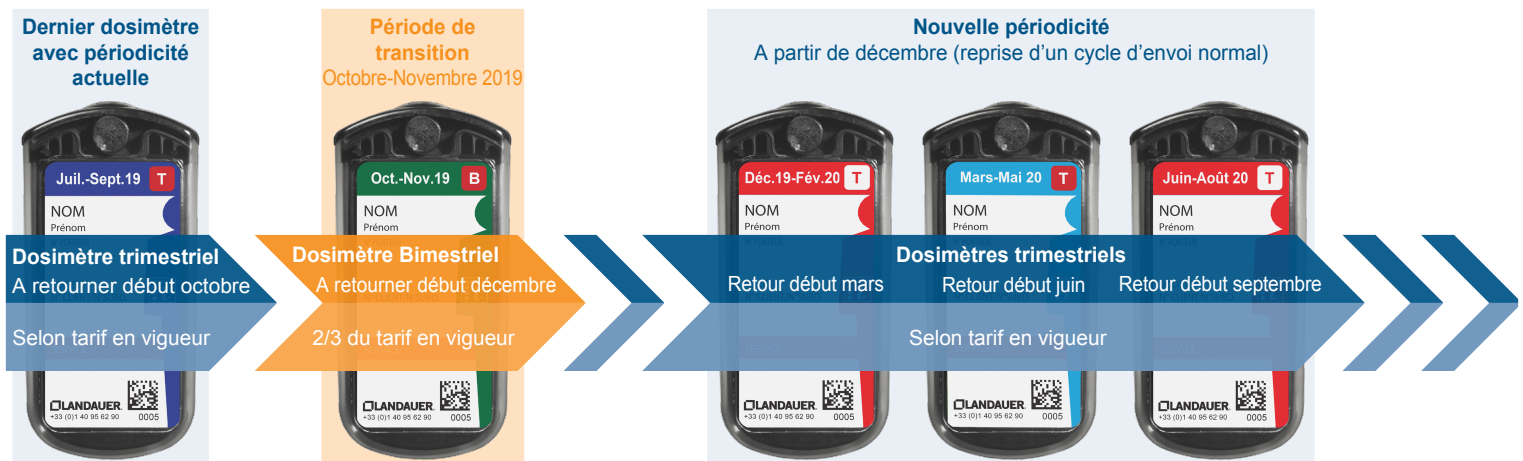 Dernier dosimètre
avec périodicité
actuelle
Période de
transition
Octobre-Novembre 2019
Nouvelle périodicité
A partir de décembre (reprise d'un cycle d'envoi normal)
Juil.-Sept.19 T
NOM
Prénom
Oct.-Nov.19 B
NOM
Prénom
Déc.19-Fév.20 T
NOM
Prénom
Mars-Mai 20 T
NOM
Prénom
Juin-Août 20 T
NOM
Prénom
Dosimètre trimestriel
A retourner début octobre
Selon tarif en vigueur
Dosimètre Bimestriel
A retourner début décembre
2/3 du tarif en vigueur
Dosimètres trimestriels
Retour début mars
Retour début juin
Retour début septembre
Selon tarif en vigueur
LANDAUER
+33 (0)1 40 95 62 90 0005
LANDAUER
+33 (0)1 40 95 62 90 0005
LANDAUER
+33 (0)1 40 95 62 90 0005
LANDAUER
+33 (0)1 40 95 62 90 0005
LANDAUER
+33 (0)1 40 95 62 90 0005